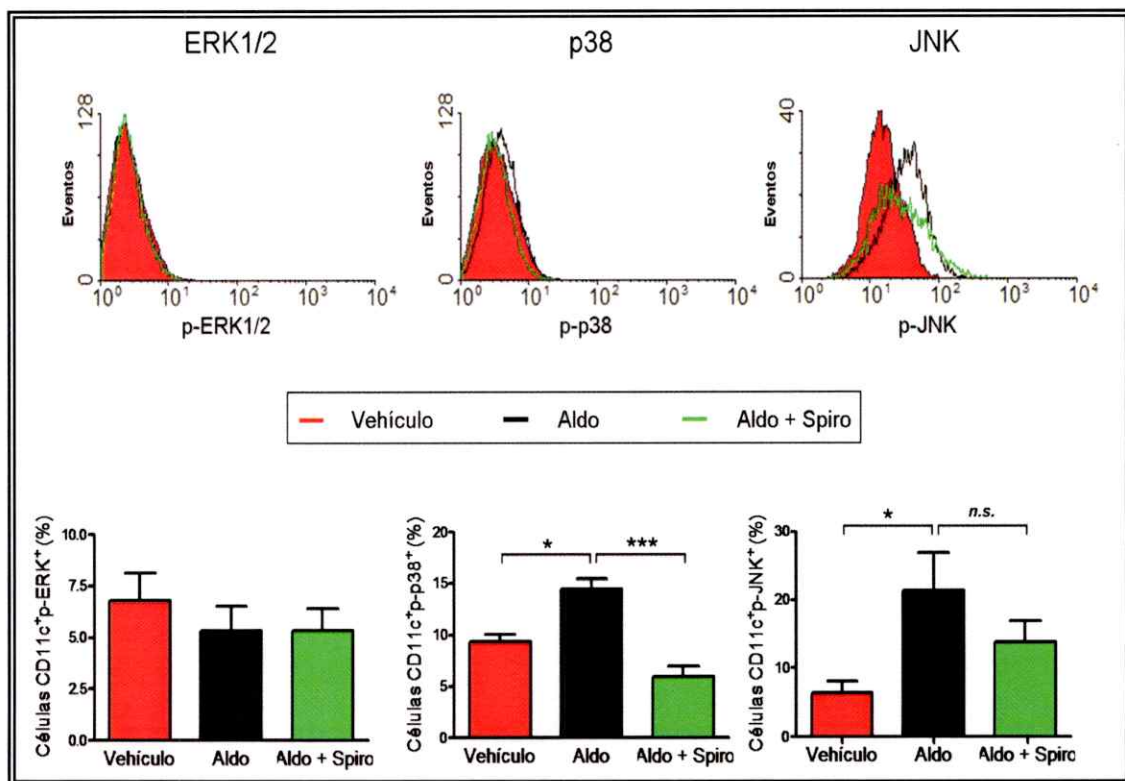 ERK1/2
p38
JNK
128
Eventos
0
10⁰ 10¹ 10² 10³ 10⁴
p-ERK1/2
128
Eventos
0
10⁰ 10¹ 10² 10³ 10⁴
p-p38
40
Eventos
0
10⁰ 10¹ 10² 10³ 10⁴
p-JNK
Vehículo Aldo Aldo + Spiro
Células CD11c⁺p-ERK⁺ (%)
10.0
7.5
5.0
2.5
0.0
Vehículo Aldo Aldo + Spiro
Células CD11c⁺p-p38⁺ (%)
20
15
10
5
0
* ***
Vehículo Aldo Aldo + Spiro
Células CD11c⁺p-JNK⁺ (%)
30
20
10
0
* n.s.
Vehículo Aldo Aldo + Spiro